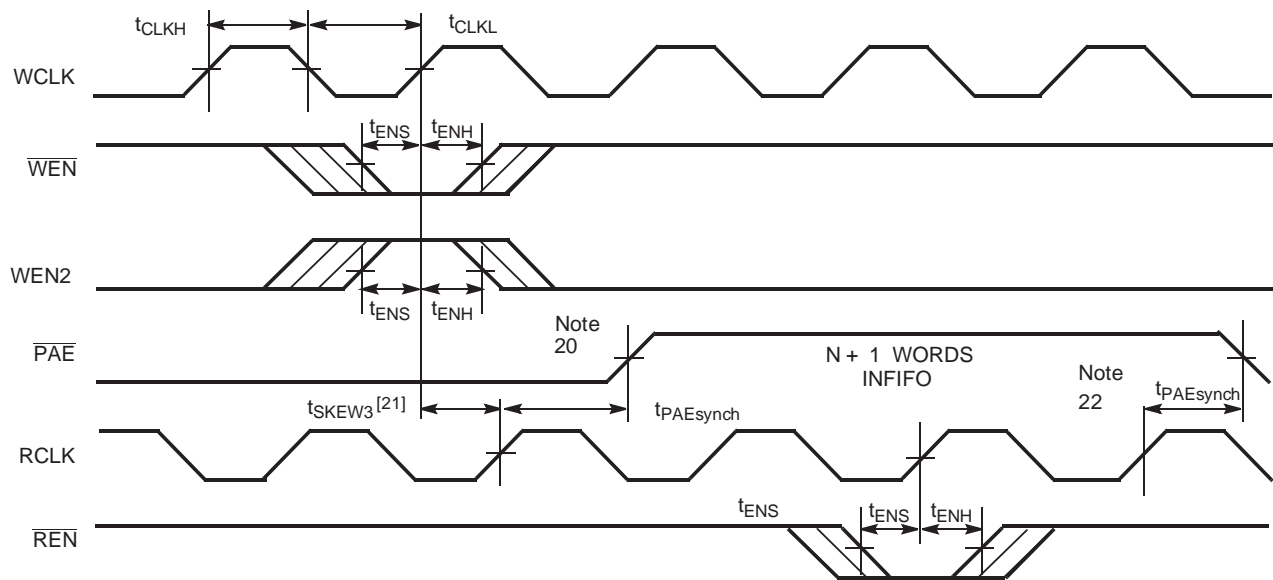 tCLKH
tCLKL
WCLK
tENS
tENH
WEN
WEN2
tENS
tENH
Note
20
PAE
N + 1 WORDS
INFIFO
Note
22
tPAEsynch
tSKEW3 [21]
tPAEsynch
RCLK
tENS
tENS
tENH
REN